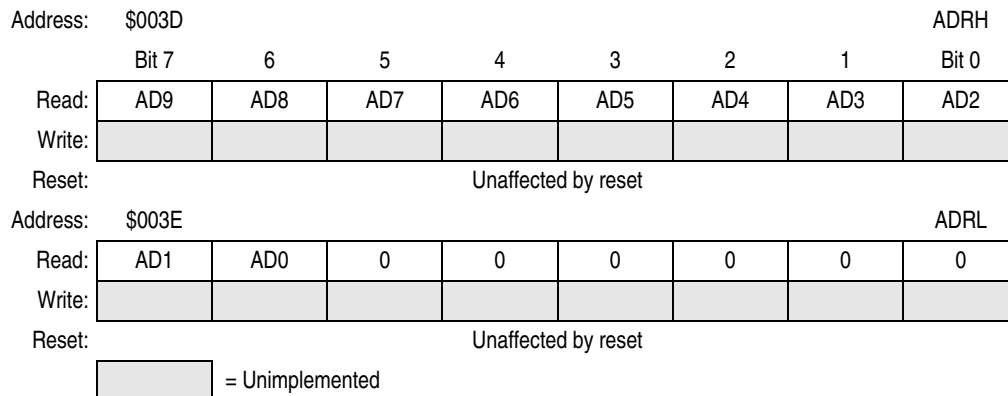 Address: $003D ADRH
Bit 7 6 5 4 3 2 1 Bit 0
Read: AD9 AD8 AD7 AD6 AD5 AD4 AD3 AD2
Write:
Reset: Unaffected by reset
Address: $003E ADRL
Read: AD1 AD0 0 0 0 0 0 0
Write:
Reset: Unaffected by reset
= Unimplemented